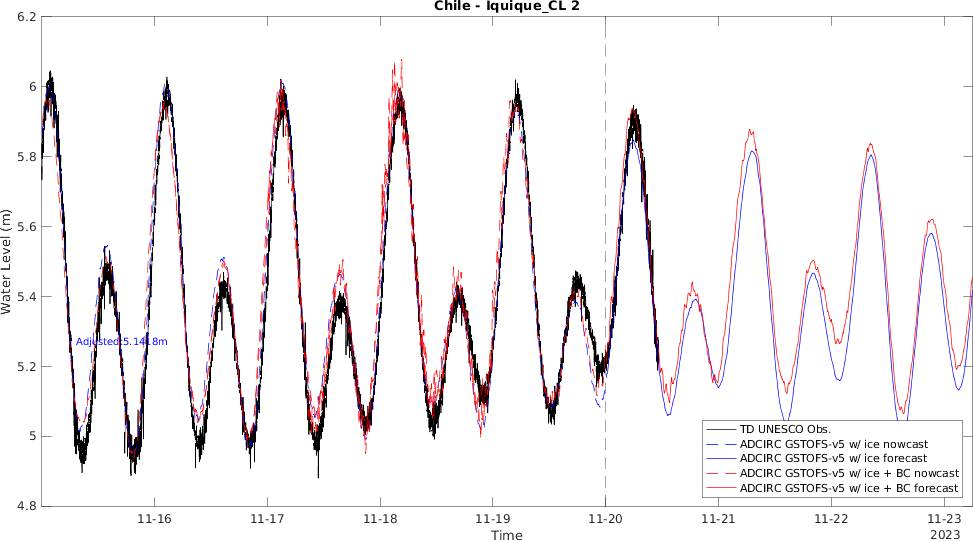 Chile - Iquique_CL 2
6.2
6
5.8
5.6
5.4
5.2
5
4.8
Water Level (m)
Adjusted:5.1418m
TD UNESCO Obs.
ADCIRC GSTOFS-v5 w/ ice nowcast
ADCIRC GSTOFS-v5 w/ ice forecast
ADCIRC GSTOFS-v5 w/ ice + BC nowcast
ADCIRC GSTOFS-v5 w/ ice + BC forecast
11-16 11-17 11-18 11-19 11-20 11-21 11-22 11-23
Time
2023